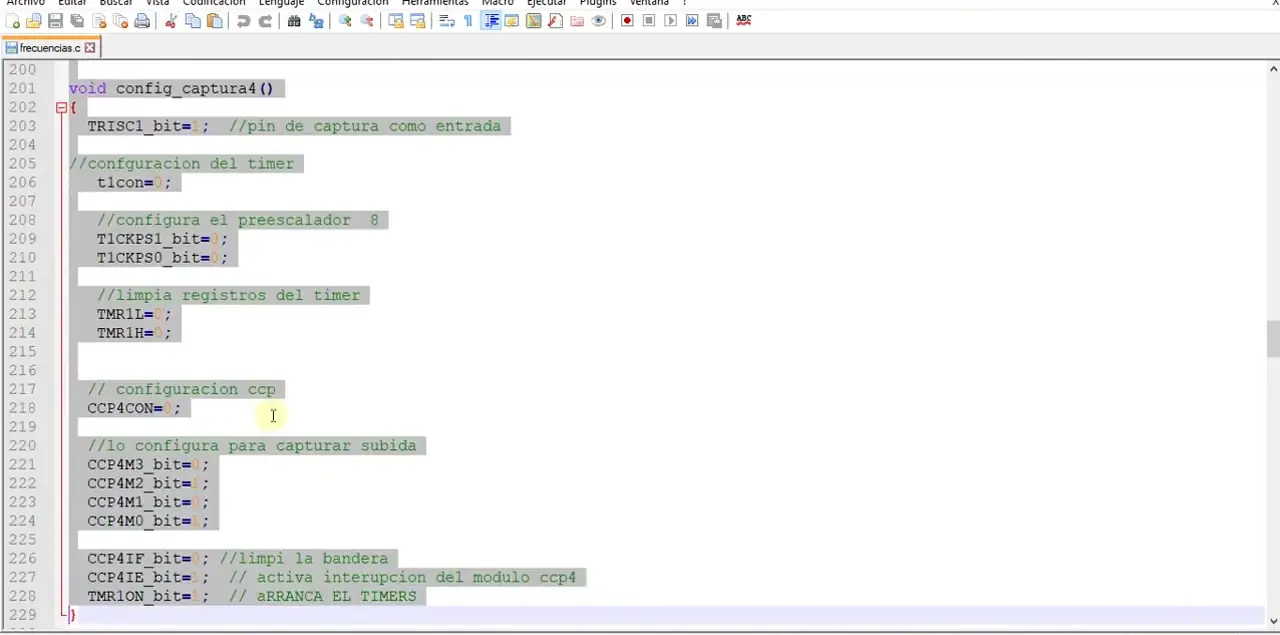 Archivo Editar Buscar Vista Codificación Lenguaje Configuración Herramientas Macro Ejecutar Plugins Ventana ?
ABC
frecuencias.c
200
201 void config_captura4()
202 {
203 TRISC1_bit=1; //pin de captura como entrada
204
205 //confguracion del timer
206 t1con=0;
207
208 //configura el preescalador 8
209 T1CKPS1_bit=0;
210 T1CKPS0_bit=0;
211
212 //limpia registros del timer
213 TMR1L=0;
214 TMR1H=0;
215
216
217 // configuracion ccp
218 CCP4CON=0;
219
220 //lo configura para capturar subida
221 CCP4M3_bit=0;
222 CCP4M2_bit=1;
223 CCP4M1_bit=0;
224 CCP4M0_bit=1;
225
226 CCP4IF_bit=0; //limpi la bandera
227 CCP4IE_bit=1; // activa interupcion del modulo ccp4
228 TMR1ON_bit=1; // aRRANCA EL TIMERS
229 }